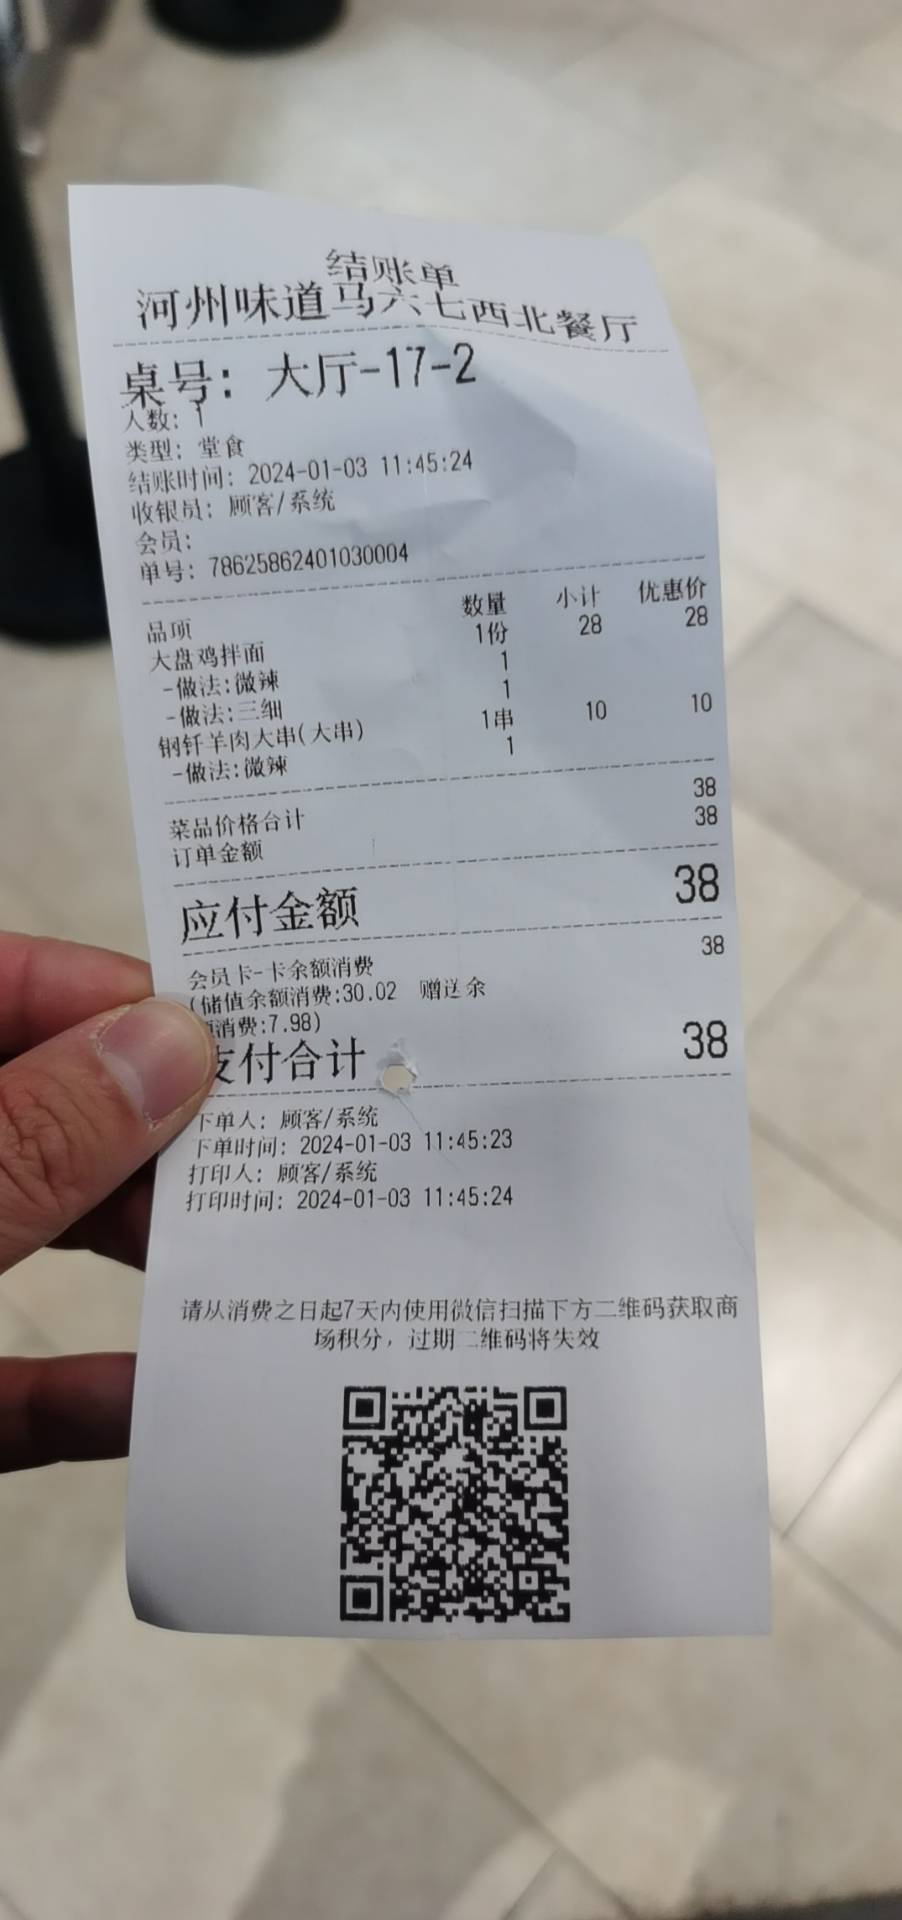 结账单
河州味道马六七西北餐厅
桌号: 大厅-17-2
人数: 1
类型: 堂食
结账时间: 2024-01-03 11:45:24
收银员: 顾客/系统
会员:
单号: 78625862401030004
品项 数量 小计 优惠价
大盘鸡拌面 1份 28 28
-做法:微辣 1
-做法:三细 1
钢钎羊肉大串(大串) 1串 10 10
-做法:微辣 1
菜品价格合计 38
订单金额 38
应付金额 38
会员卡-卡余额消费 38
(储值余额消费:30.02 赠送余
消费:7.98)
支付合计 38
下单人: 顾客/系统
下单时间: 2024-01-03 11:45:23
打印人: 顾客/系统
打印时间: 2024-01-03 11:45:24
请从消费之日起7天内使用微信扫描下方二维码获取商
场积分，过期二维码将失效